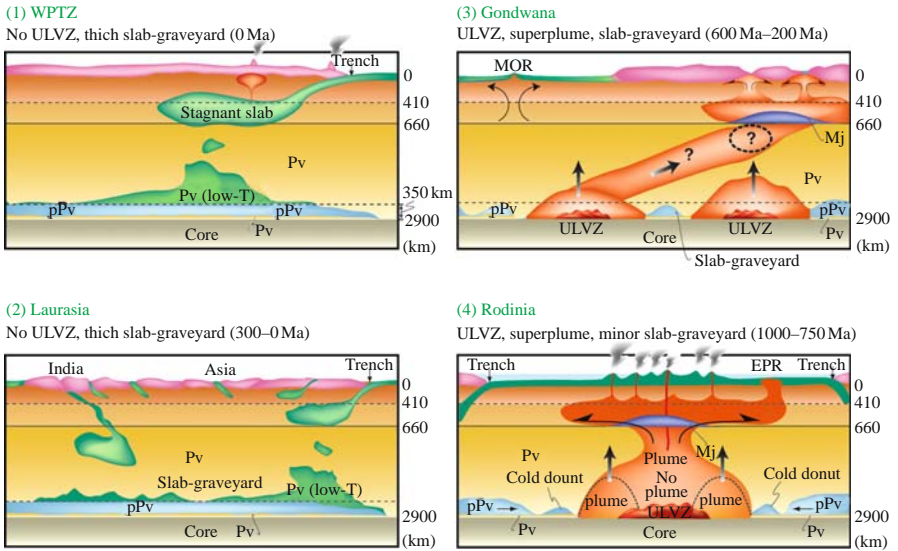 (1) WPTZ
No ULVZ, thich slab-graveyard (0 Ma)
Trench
0
410
Stagnant slab
660
Pv
350 km
Pv (low-T)
pPv
pPv
2900
Core
Pv
(km)
(3) Gondwana
ULVZ, superplume, slab-graveyard (600 Ma–200 Ma)
MOR
0
410
660
Mj
?
?
Pv
pPv
pPv
2900
ULVZ
Core
ULVZ
Pv
(km)
Slab-graveyard
(2) Laurasia
No ULVZ, thich slab-graveyard (300–0 Ma)
India
Asia
Trench
0
410
660
Pv
Slab-graveyard
Pv (low-T)
pPv
2900
Core
Pv
(km)
(4) Rodinia
ULVZ, superplume, minor slab-graveyard (1000–750 Ma)
Trench
EPR
Trench
0
410
660
Pv
Plume
Mj
Pv
Cold dount
No
Cold donut
plume
plume
plume
pPv
ULVZ
pPv
2900
Pv
Core
Pv
(km)